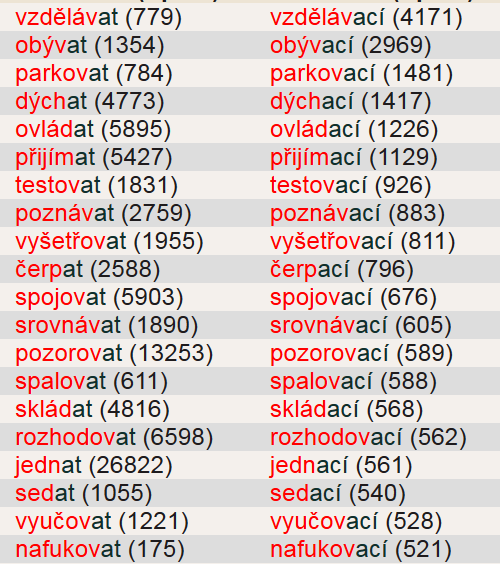 vzdělávat (779) vzdělávací (4171)
obývat (1354) obývací (2969)
parkovat (784) parkovací (1481)
dýchat (4773) dýchací (1417)
ovládat (5895) ovládací (1226)
přijímat (5427) přijímací (1129)
testovat (1831) testovací (926)
poznávat (2759) poznávací (883)
vyšetřovat (1955) vyšetřovací (811)
čerpat (2588) čerpací (796)
spojovat (5903) spojovací (676)
srovnávat (1890) srovnávací (605)
pozorovat (13253) pozorovací (589)
spalovat (611) spalovací (588)
skládat (4816) skládací (568)
rozhodovat (6598) rozhodovací (562)
jednat (26822) jednací (561)
sedat (1055) sedací (540)
vyučovat (1221) vyučovací (528)
nafukovat (175) nafukovací (521)